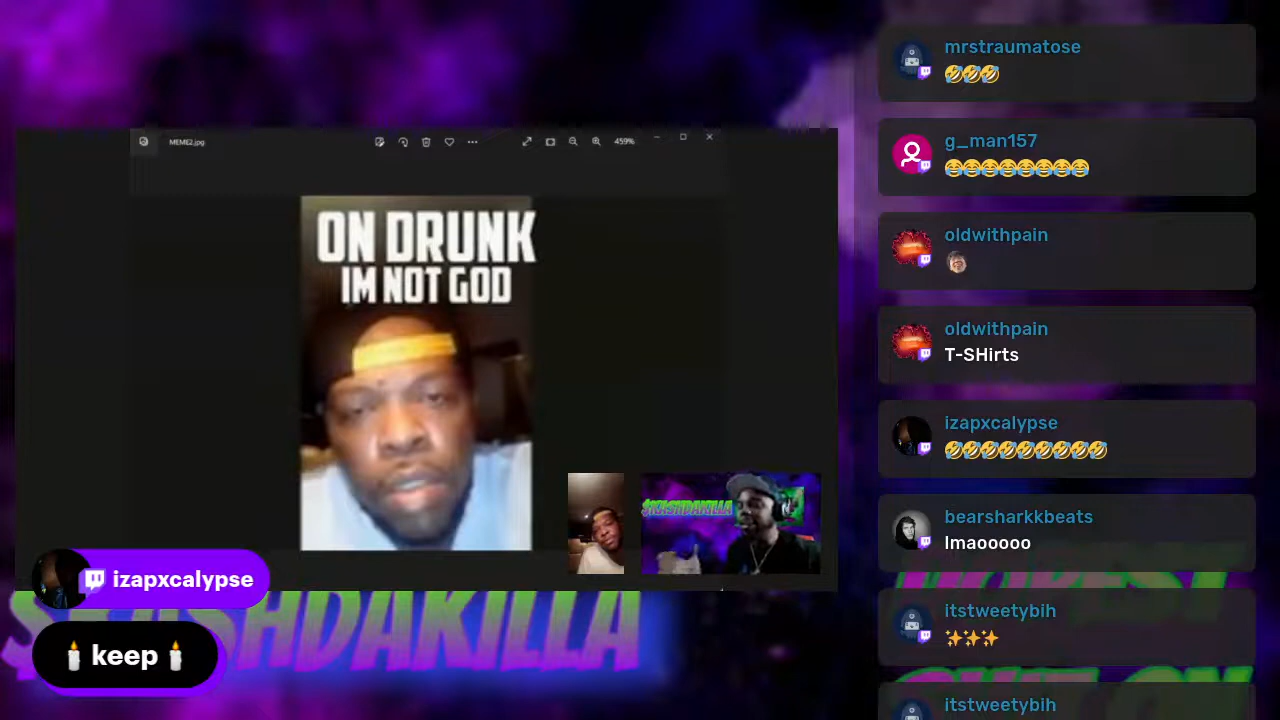 MEME2.jpg
459%
ON DRUNK
IM NOT GOD
izapxcalypse
🕯️ keep 🕯️
mrstraumatose
🤣🤣🤣
g_man157
😂😂😂😂😂😂😂😂
oldwithpain
oldwithpain
T-SHirts
izapxcalypse
🤣🤣🤣🤣🤣🤣🤣🤣🤣
bearsharkkbeats
lmaooooo
itstweetybih
✨✨✨
itstweetybih